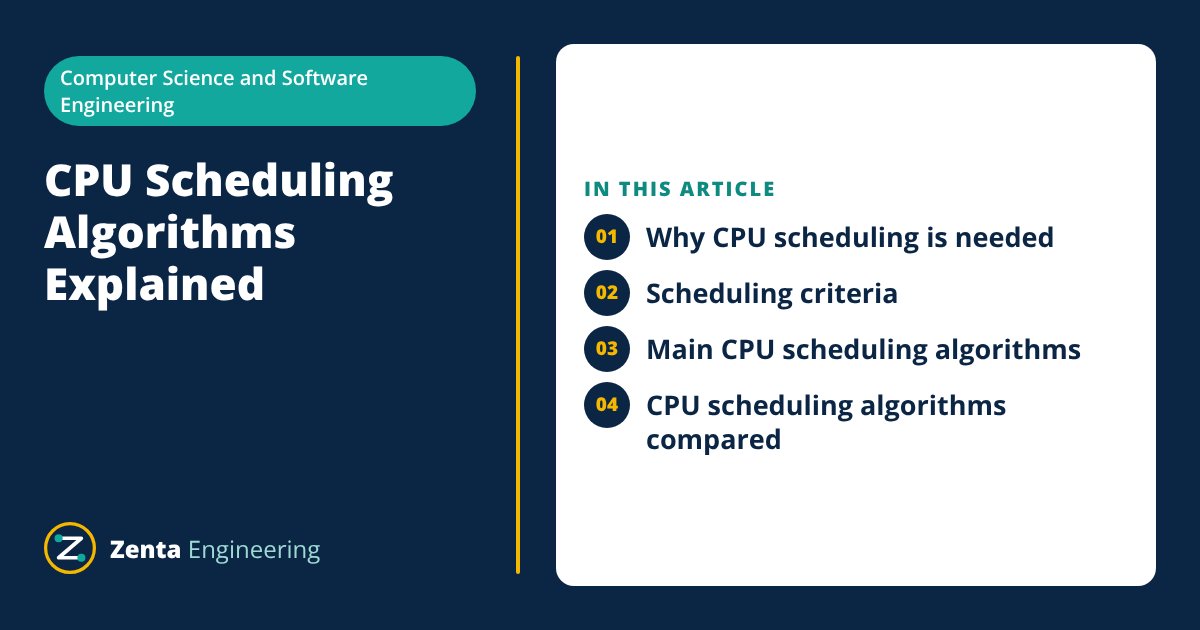 Computer Science and Software
Engineering
CPU Scheduling
Algorithms
Explained
Zenta Engineering
IN THIS ARTICLE
01 Why CPU scheduling is needed
02 Scheduling criteria
03 Main CPU scheduling algorithms
04 CPU scheduling algorithms
compared